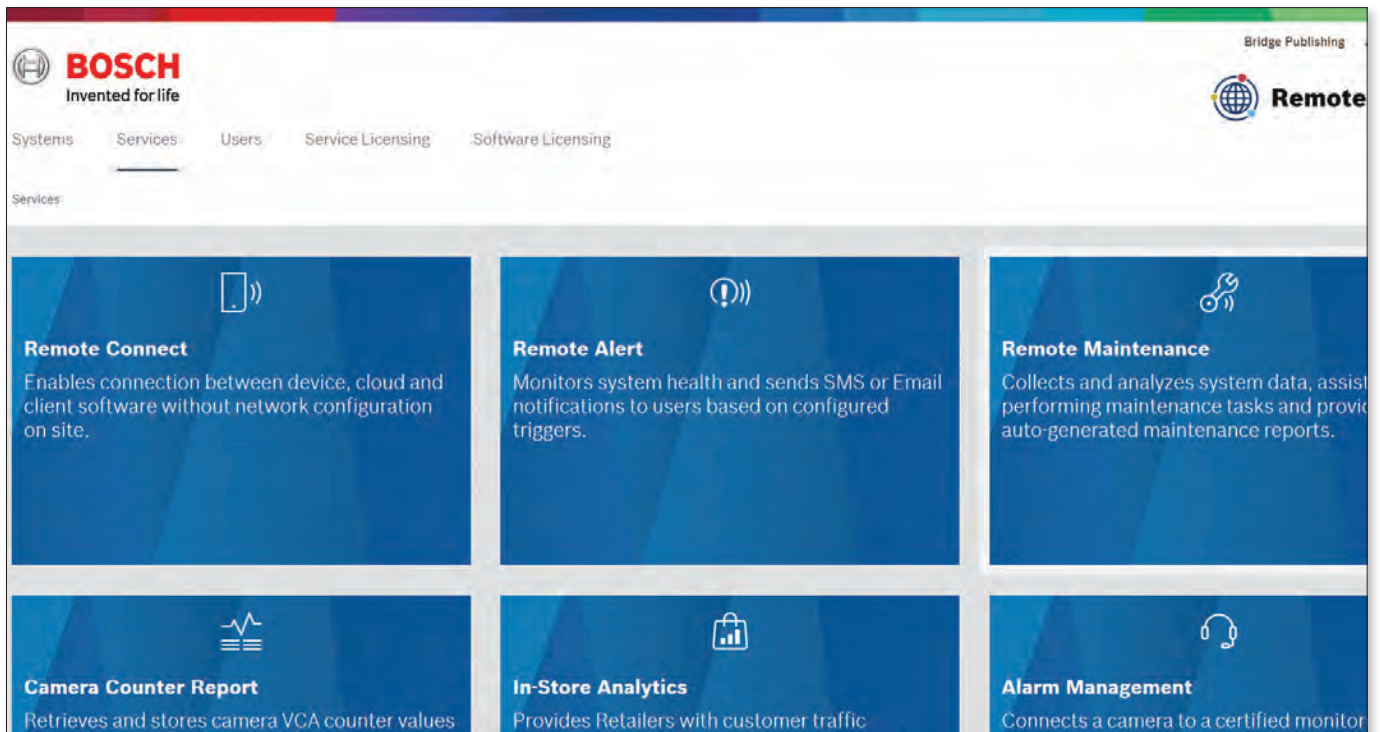 Bridge Publishing
BOSCH
Invented for life
Remote
Systems Services Users Service Licensing Software Licensing
Services
Remote Connect
Enables connection between device, cloud and
client software without network configuration
on site.
Remote Alert
Monitors system health and sends SMS or Email
notifications to users based on configured
triggers.
Remote Maintenance
Collects and analyzes system data, assist
performing maintenance tasks and provi
auto-generated maintenance reports.
Camera Counter Report
Retrieves and stores camera VCA counter values
In-Store Analytics
Provides Retailers with customer traffic
Alarm Management
Connects a camera to a certified monitor